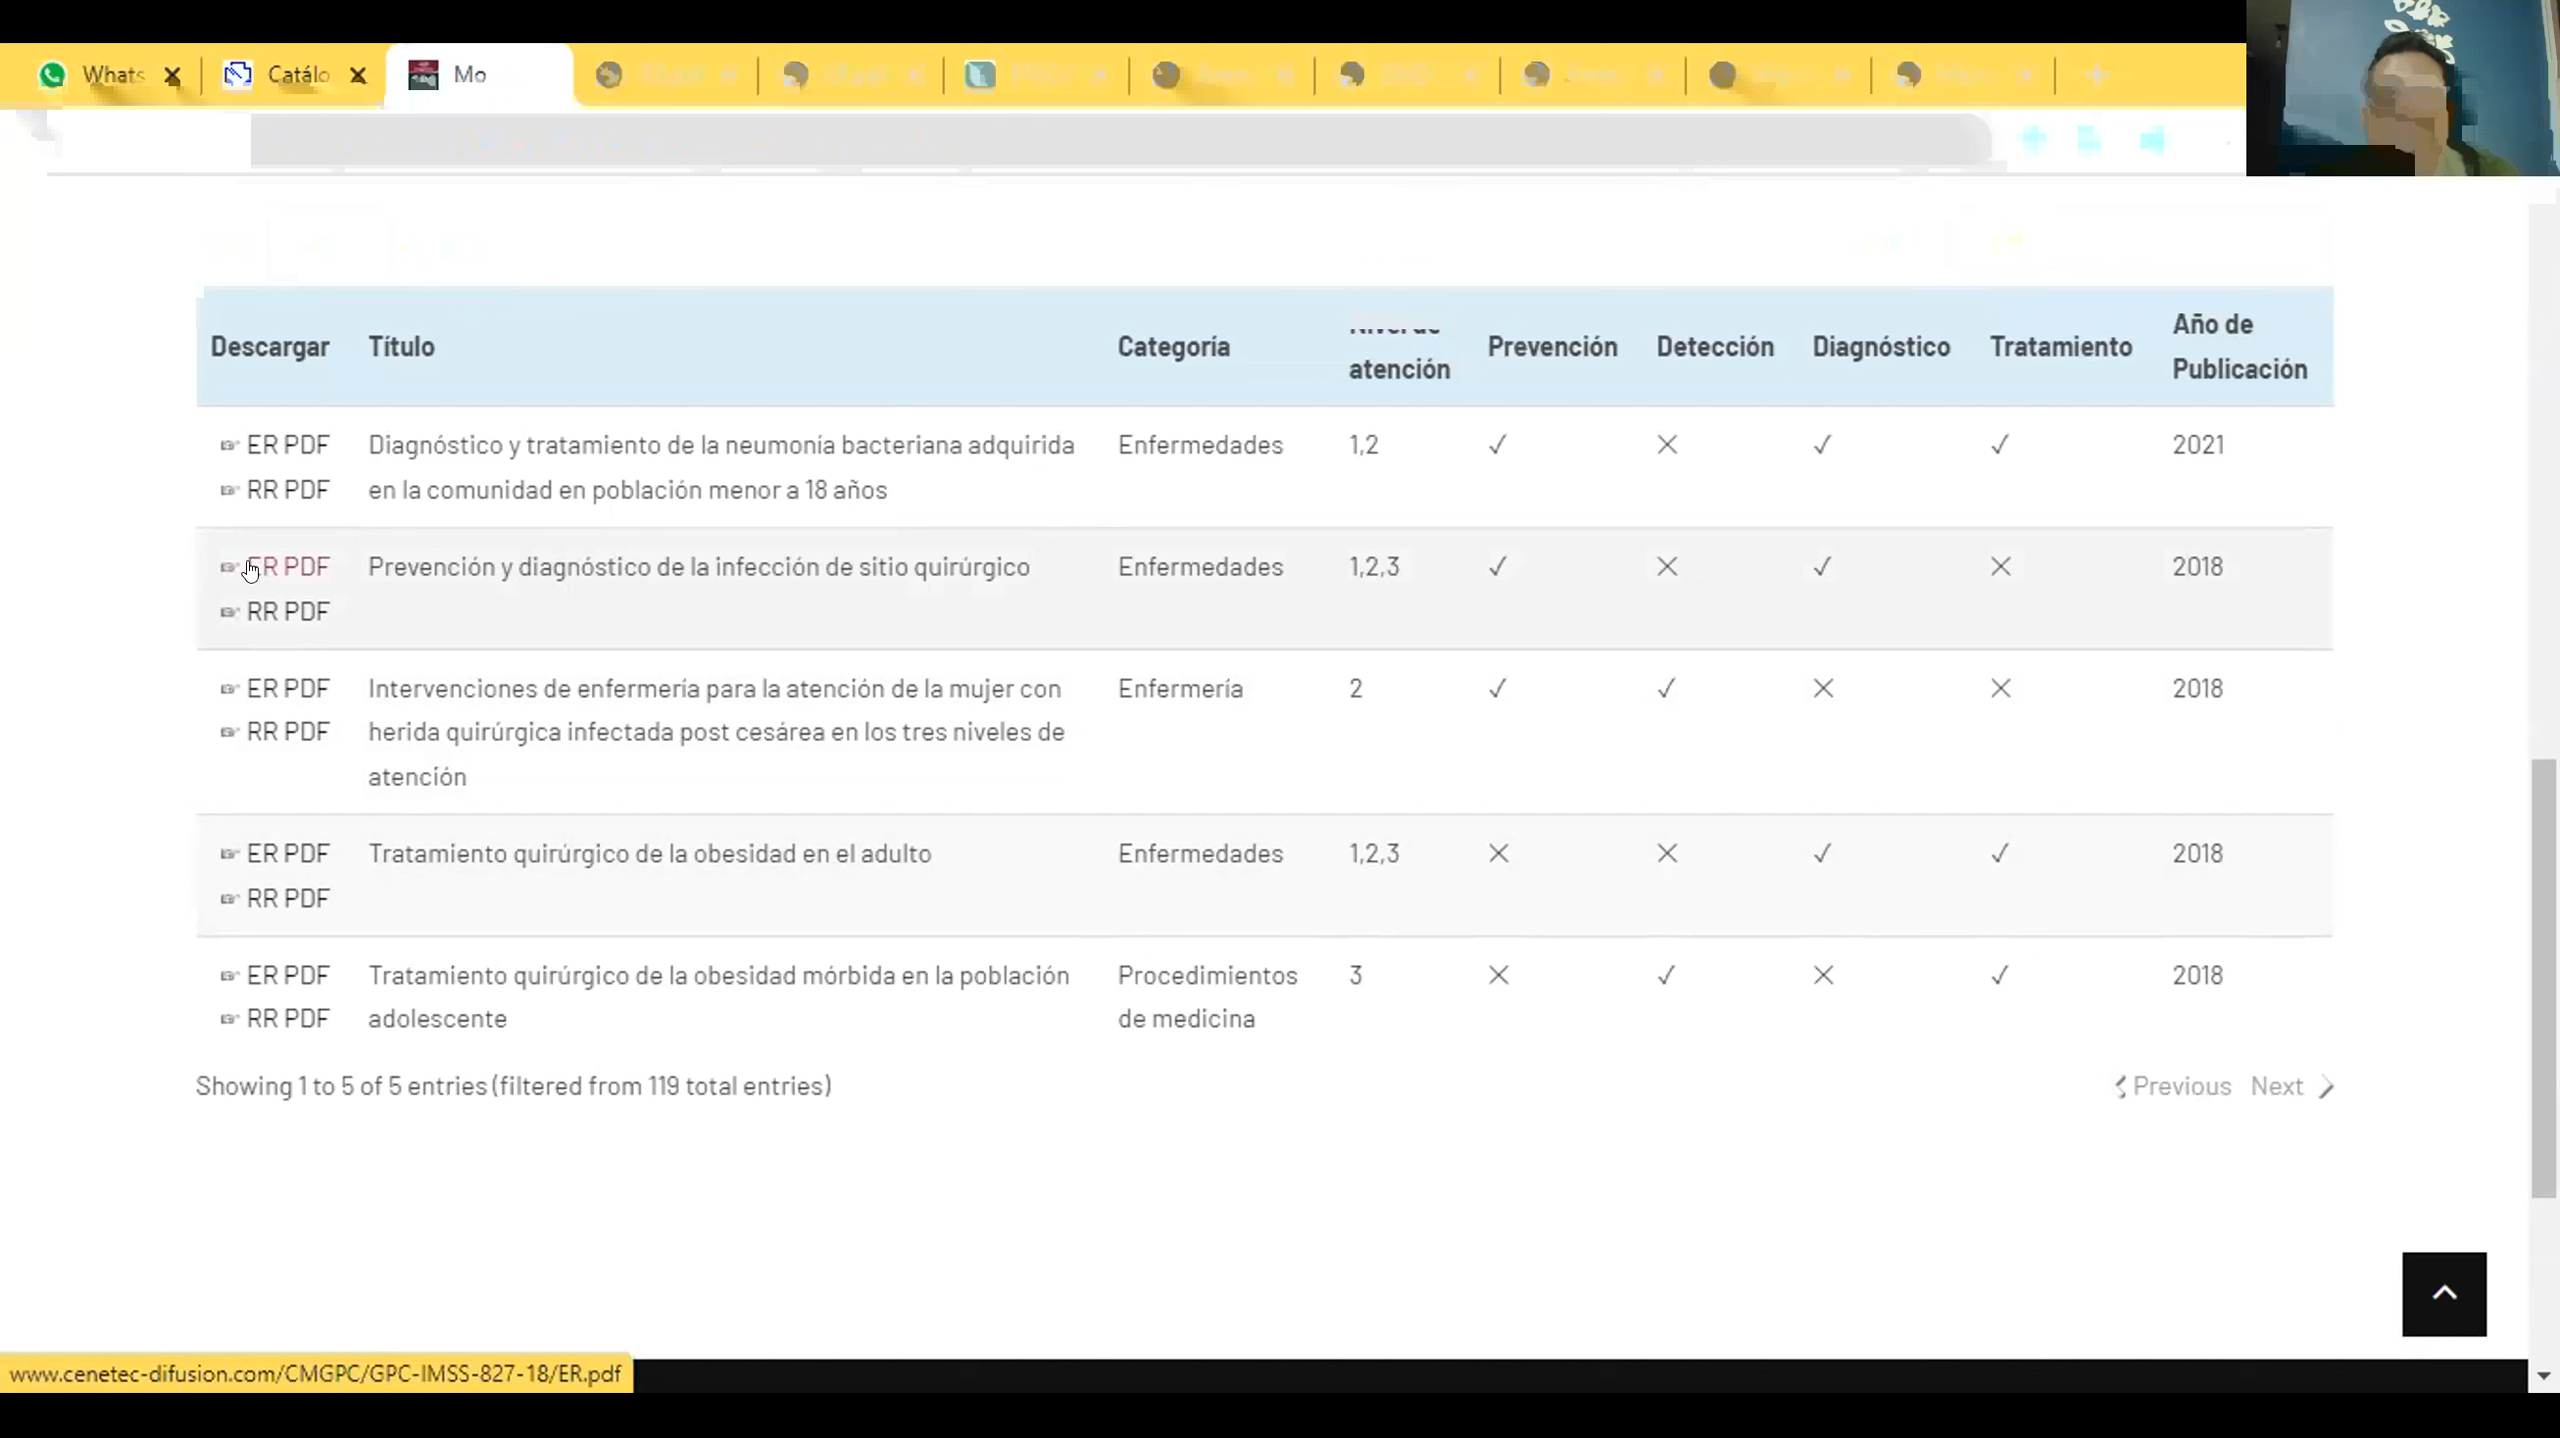 Whats
Catálo
Mo
Descargar Título Categoría atención Prevención Detección Diagnóstico Tratamiento Año de Publicación
ER PDF Diagnóstico y tratamiento de la neumonía bacteriana adquirida Enfermedades 1,2 ✓ ✕ ✓ ✓ 2021
RR PDF en la comunidad en población menor a 18 años
ER PDF Prevención y diagnóstico de la infección de sitio quirúrgico Enfermedades 1,2,3 ✓ ✕ ✓ ✕ 2018
RR PDF
ER PDF Intervenciones de enfermería para la atención de la mujer con Enfermería 2 ✓ ✓ ✕ ✕ 2018
RR PDF herida quirúrgica infectada post cesárea en los tres niveles de
atención
ER PDF Tratamiento quirúrgico de la obesidad en el adulto Enfermedades 1,2,3 ✕ ✕ ✓ ✓ 2018
RR PDF
ER PDF Tratamiento quirúrgico de la obesidad mórbida en la población Procedimientos 3 ✕ ✓ ✕ ✓ 2018
RR PDF adolescente de medicina
Showing 1 to 5 of 5 entries (filtered from 119 total entries) Previous Next
www.cenetec-difusion.com/CMGPC/GPC-IMSS-827-18/ER.pdf